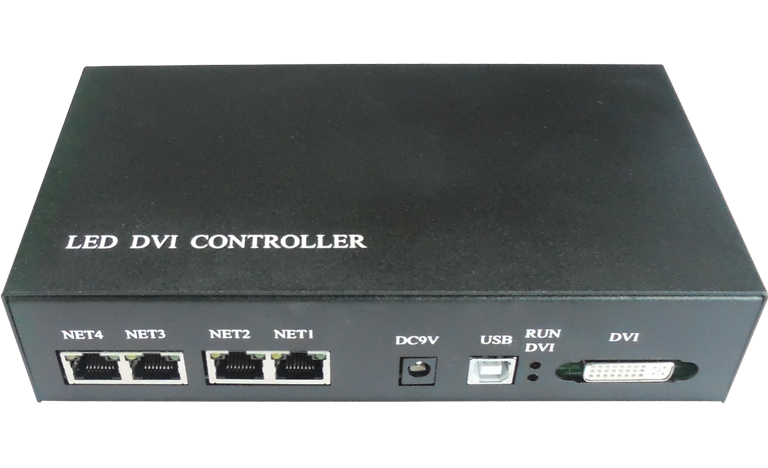 LED DVI CONTROLLER
NET4 NET3 NET2 NET1 DC9V USB RUN DVI
DVI